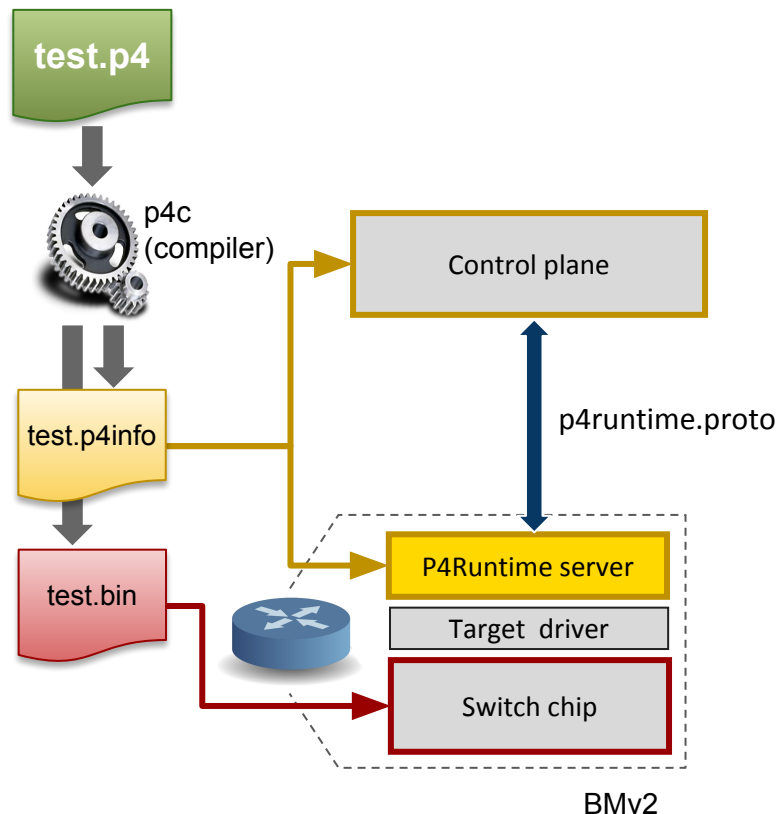 test.p4
p4c
(compiler)
Control plane
test.p4info
p4runtime.proto
P4Runtime server
test.bin
Target driver
Switch chip
BMv2